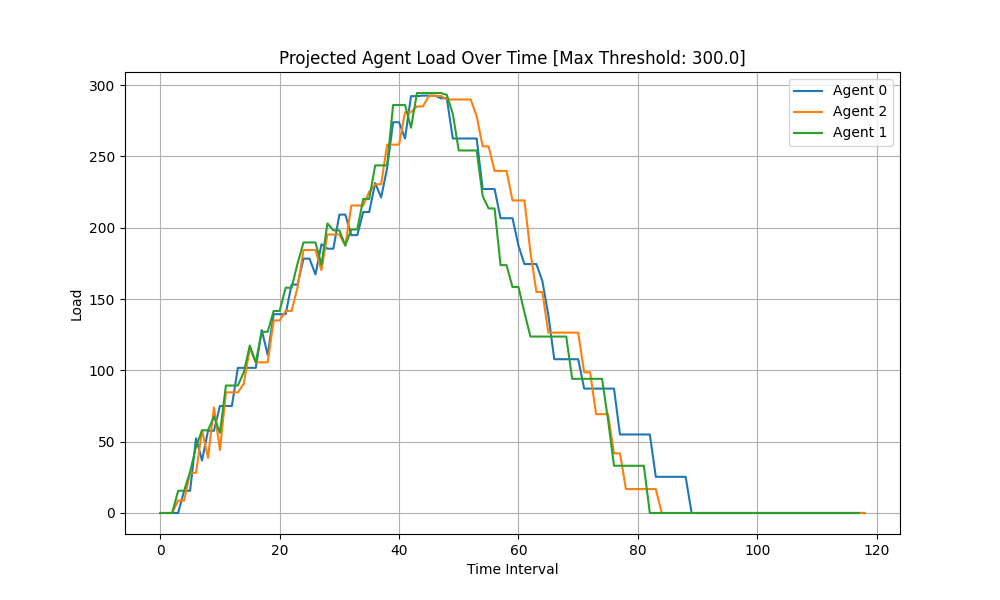 Projected Agent Load Over Time [Max Threshold: 300.0]
Agent 0
Agent 2
Agent 1
Load
300
250
200
150
100
50
0
0 20 40 60 80 100 120
Time Interval